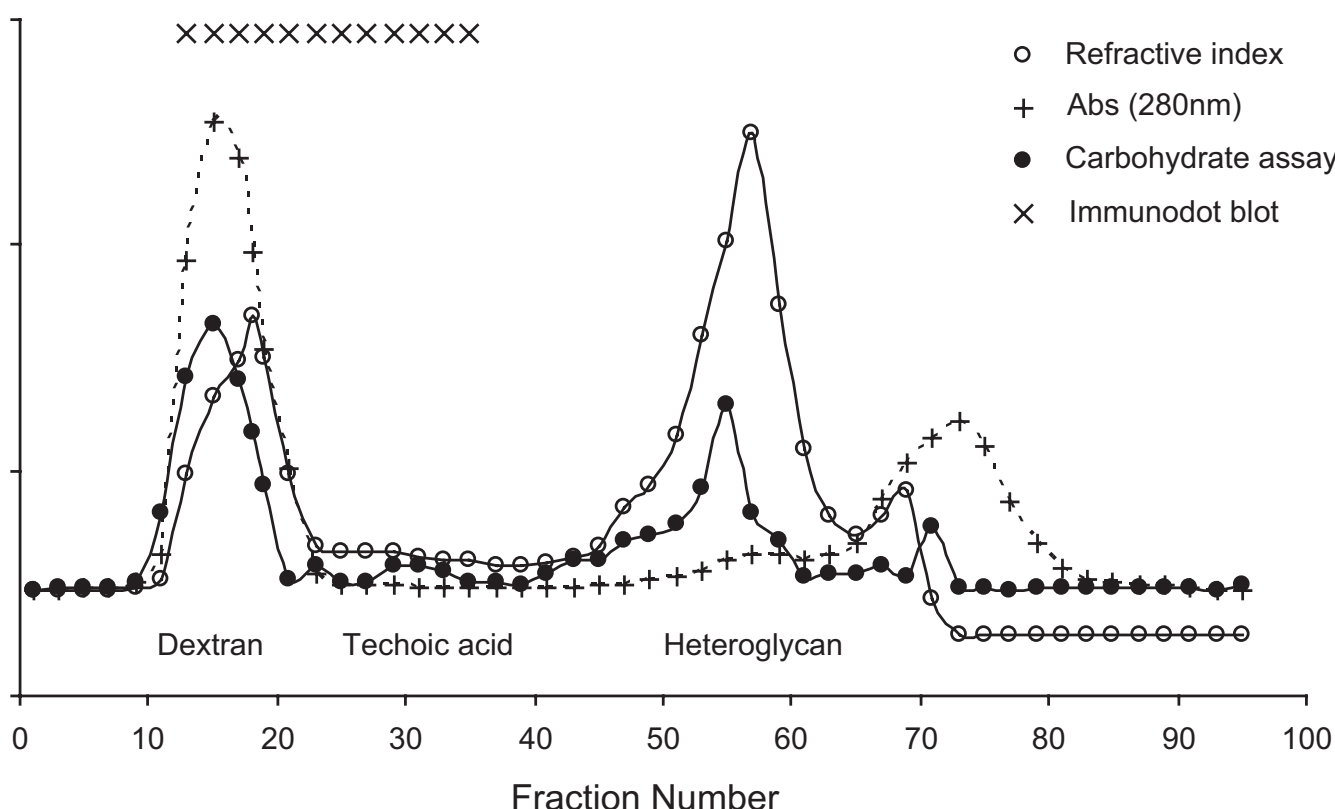 Refractive index
Abs (280nm)
Carbohydrate assay
Immunodot blot
Dextran Techoic acid Heteroglycan
0 10 20 30 40 50 60 70 80 90 100
Fraction Number